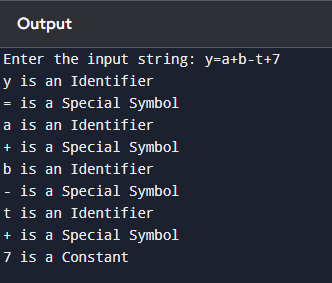 Output
Enter the input string: y=a+b-t+7
y is an Identifier
= is a Special Symbol
a is an Identifier
+ is a Special Symbol
b is an Identifier
- is a Special Symbol
t is an Identifier
+ is a Special Symbol
7 is a Constant